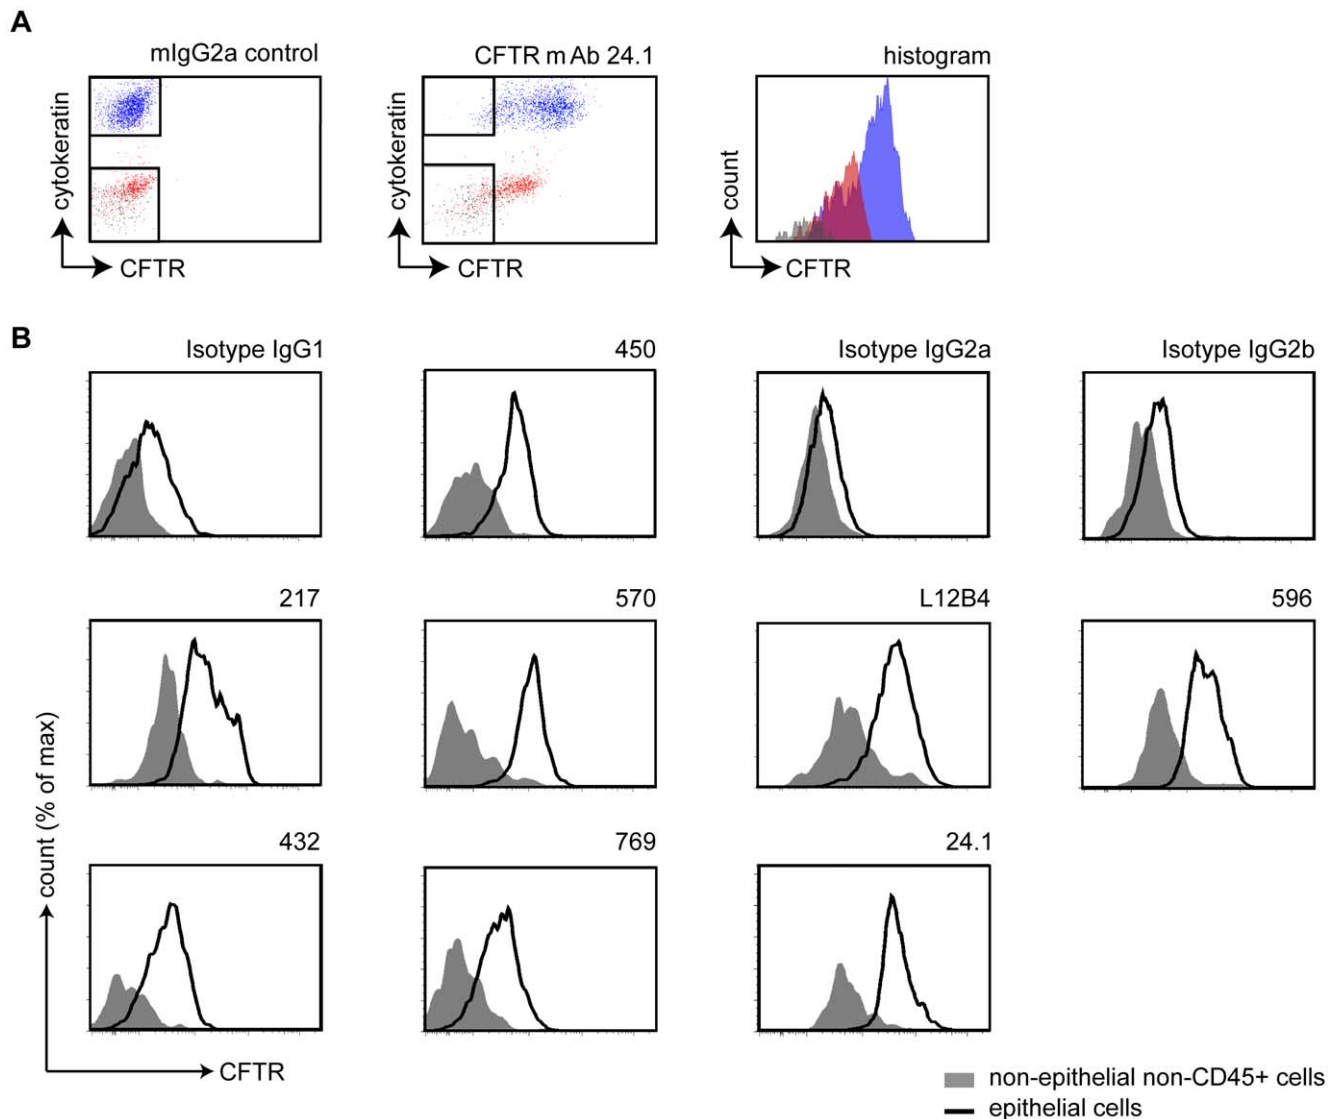 A
mIgG2a control
CFTR mAb 24.1
histogram
cytokeratin
CFTR
cytokeratin
CFTR
count
CFTR
B
Isotype IgG1
450
Isotype IgG2a
Isotype IgG2b
217
570
L12B4
596
432
769
24.1
count (% of max)
CFTR
non-epithelial non-CD45+ cells
epithelial cells